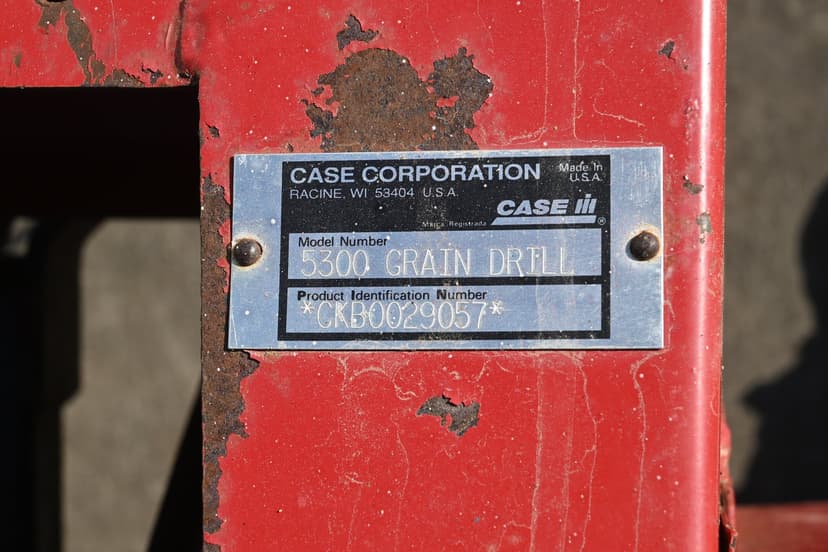 CASE CORPORATION
Made In
U.S.A.
RACINE, WI 53404 U.S.A.
CASE IH ®
Marca Registrada
Model Number
5300 GRAIN DRILL
Product Identification Number
*CKB0029057*